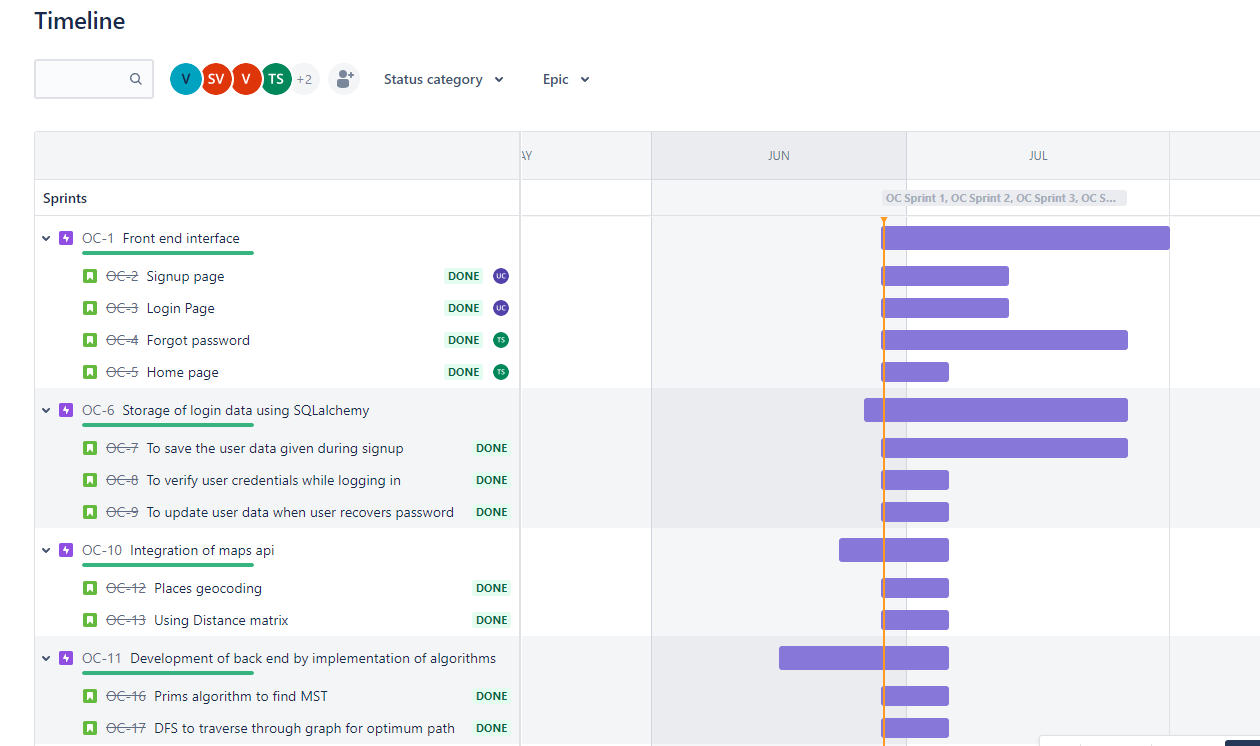 Timeline
V SV V TS +2 Status category Epic
AY JUN JUL
Sprints OC Sprint 1, OC Sprint 2, OC Sprint 3, OC S...
OC-1 Front end interface
OC-2 Signup page DONE UC
OC-3 Login Page DONE UC
OC-4 Forgot password DONE TS
OC-5 Home page DONE TS
OC-6 Storage of login data using SQLalchemy
OC-7 To save the user data given during signup DONE
OC-8 To verify user credentials while logging in DONE
OC-9 To update user data when user recovers password DONE
OC-10 Integration of maps api
OC-12 Places geocoding DONE
OC-13 Using Distance matrix DONE
OC-11 Development of back end by implementation of algorithms
OC-16 Prims algorithm to find MST DONE
OC-17 DFS to traverse through graph for optimum path DONE